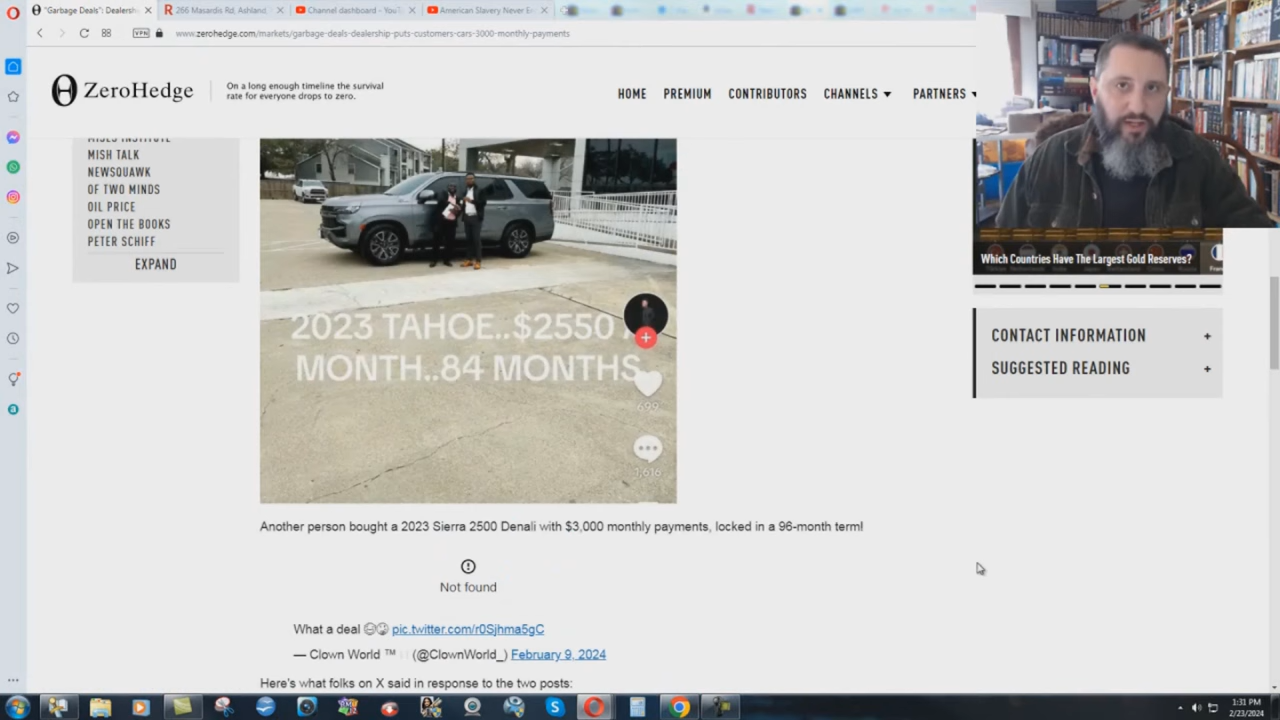 "Garbage Deals": Dealersh
266 Masardis Rd, Ashland,
Channel dashboard - YouT
American Slavery Never E
VPN
www.zerohedge.com/markets/garbage-deals-dealership-puts-customers-cars-3000-monthly-payments
ZeroHedge
On a long enough timeline the survival
rate for everyone drops to zero.
HOME
PREMIUM
CONTRIBUTORS
CHANNELS
PARTNERS
MISES INSTITUTE
MISH TALK
NEWSQUAWK
OF TWO MINDS
OIL PRICE
OPEN THE BOOKS
PETER SCHIFF
EXPAND
2023 TAHOE..$2550
MONTH..84 MONTHS
699
1,616
Which Countries Have The Largest Gold Reserves?
CONTACT INFORMATION +
SUGGESTED READING +
Another person bought a 2023 Sierra 2500 Denali with $3,000 monthly payments, locked in a 96-month term!
Not found
What a deal 😂🙄 pic.twitter.com/r0Sjhma5gC
— Clown World ™ (@ClownWorld_) February 9, 2024
Here's what folks on X said in response to the two posts:
1:31 PM
2/23/2024